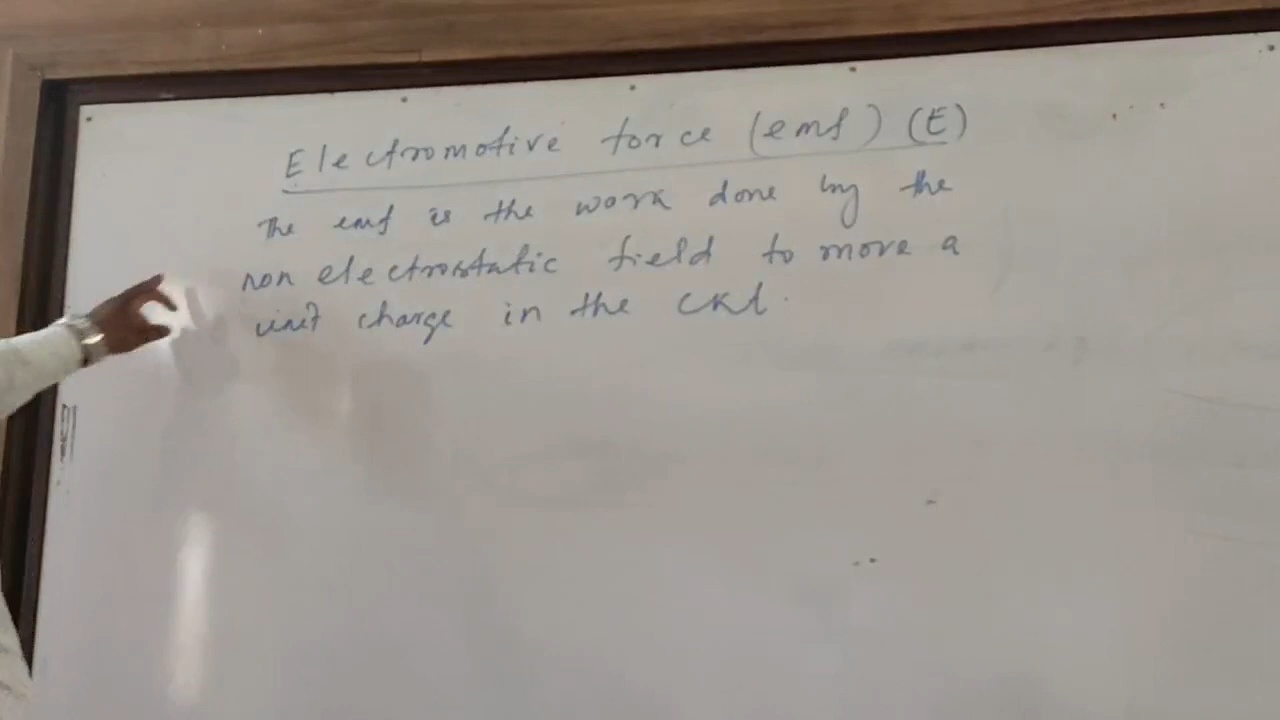 Electromotive force (emf) (E)
The emf is the work done by the
non electrostatic field to move a
unit charge in the ckt.